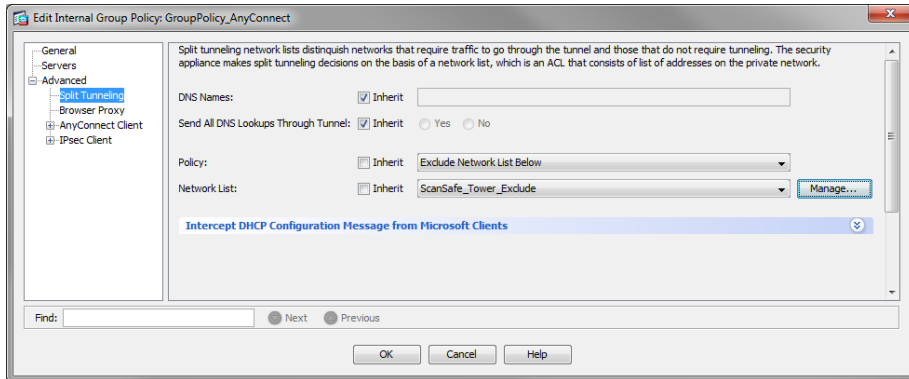 Edit Internal Group Policy: GroupPolicy_AnyConnect
General
Servers
Advanced
Split Tunneling
Browser Proxy
AnyConnect Client
IPsec Client
Split tunneling network lists distinquish networks that require traffic to go through the tunnel and those that do not require tunneling. The security
appliance makes split tunneling decisions on the basis of a network list, which is an ACL that consists of list of addresses on the private network.
DNS Names: Inherit
Send All DNS Lookups Through Tunnel: Inherit Yes No
Policy: Inherit Exclude Network List Below
Network List: Inherit ScanSafe_Tower_Exclude Manage...
Intercept DHCP Configuration Message from Microsoft Clients
Find: Next Previous
OK Cancel Help